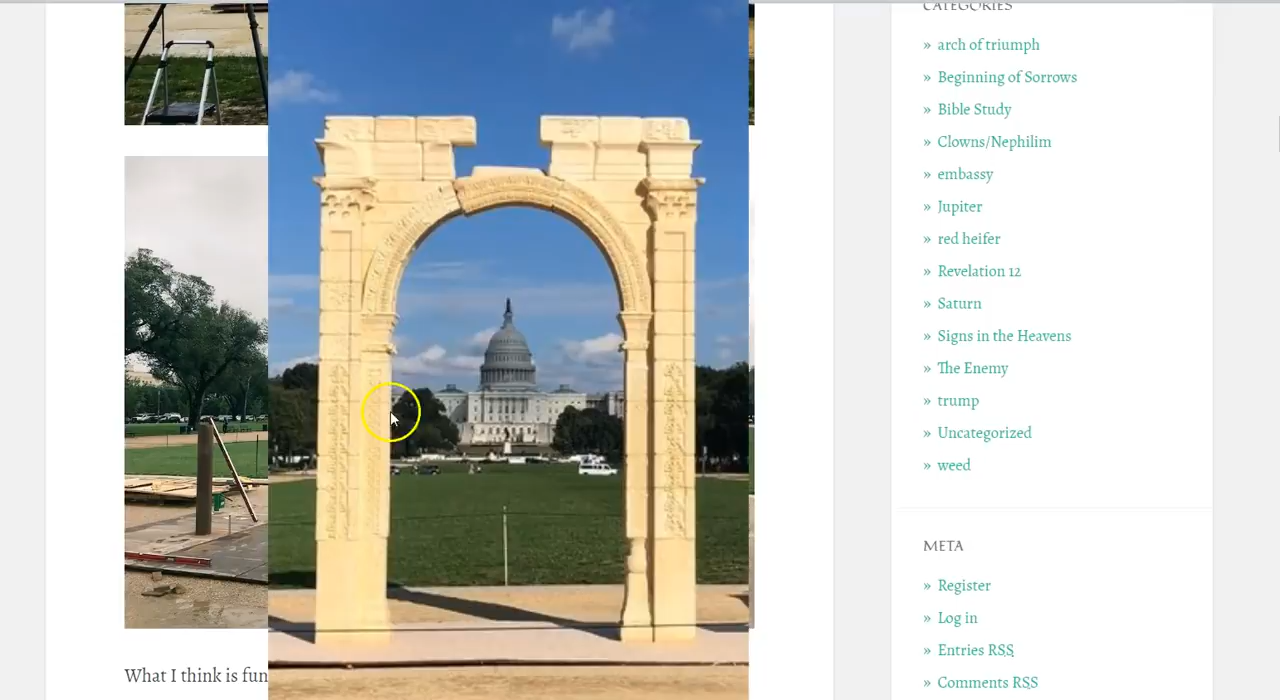 CATEGORIES
» arch of triumph
» Beginning of Sorrows
» Bible Study
» Clowns/Nephilim
» embassy
» Jupiter
» red heifer
» Revelation 12
» Saturn
» Signs in the Heavens
» The Enemy
» trump
» Uncategorized
» weed
META
» Register
» Log in
» Entries RSS
» Comments RSS
What I think is fun